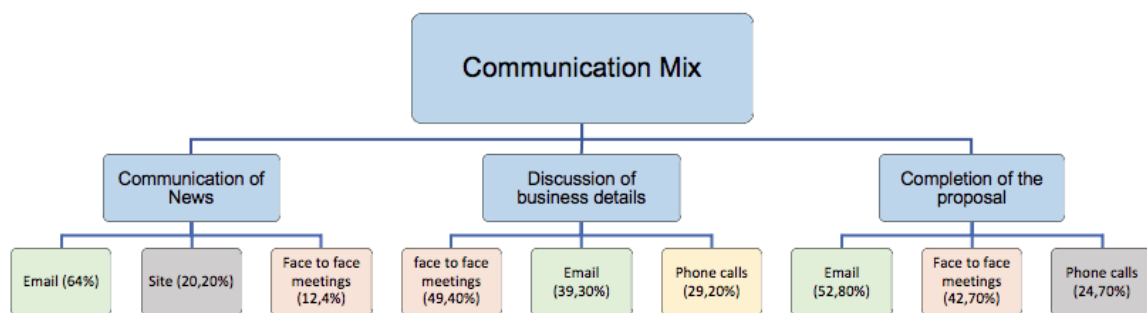 Communication Mix
Communication of
News
Discussion of
business details
Completion of the
proposal
Email (64%)
Site (20,20%)
Face to face
meetings
(12,4%)
face to face
meetings
(49,40%)
Email
(39,30%)
Phone calls
(29,20%)
Email
(52,80%)
Face to face
meetings
(42,70%)
Phone calls
(24,70%)